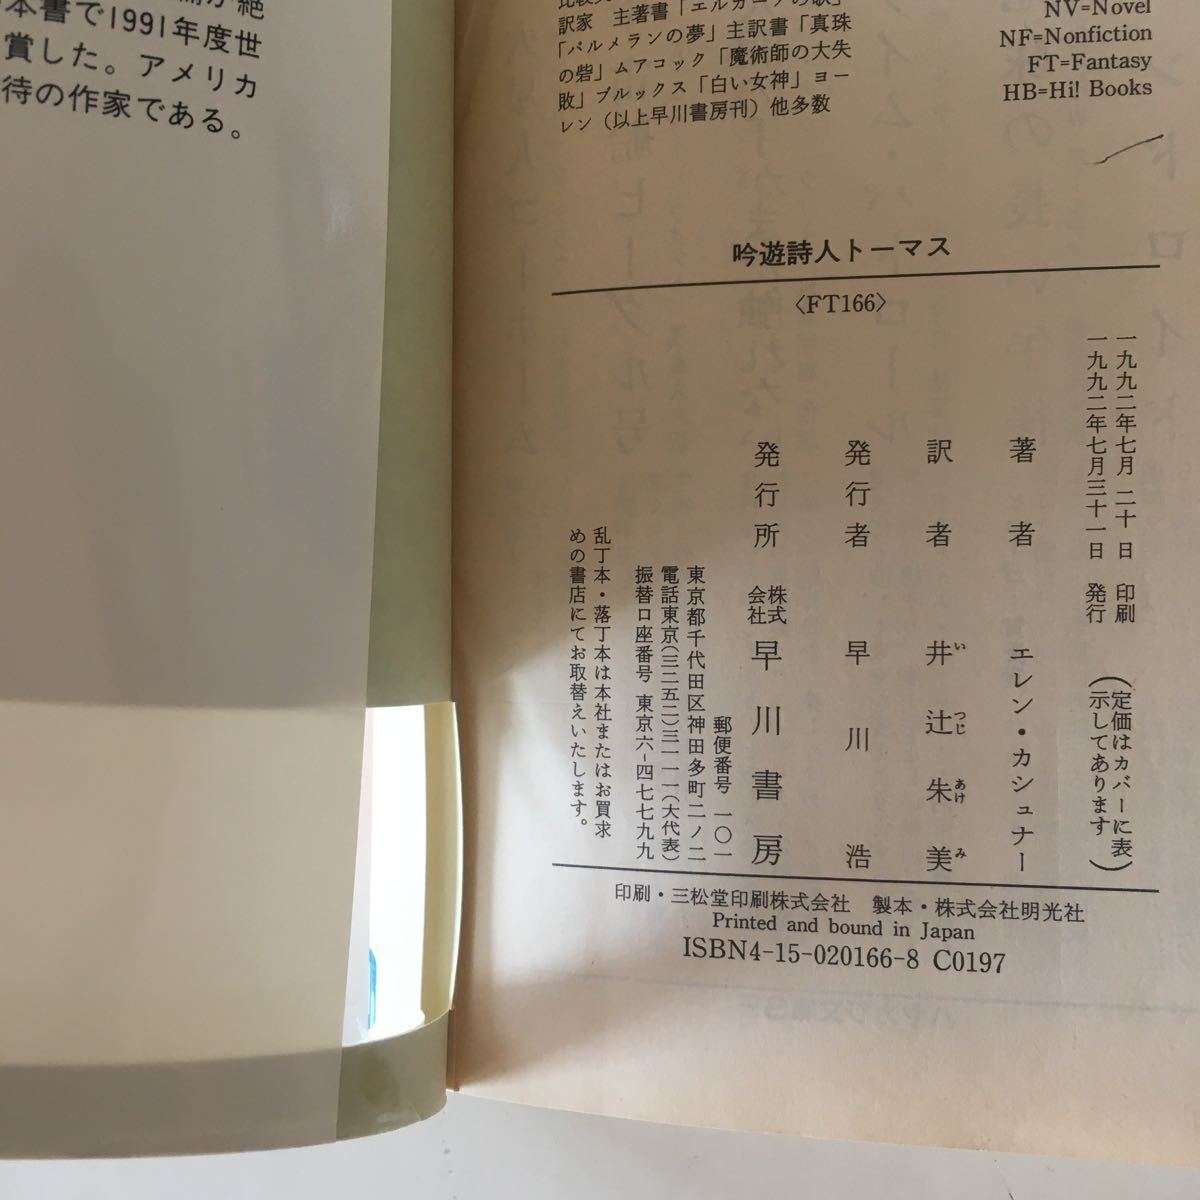 本書で1991年度世
賞した。アメリカ
待の作家である。
訳家 主著書「エルガーノの歌」
「パルメランの夢」主訳書「真珠
の砦」ムアコック「魔術師の大失
敗」ブルックス「白い女神」ヨー
レン（以上早川書房刊）他多数
NV=Novel
NF=Nonfiction
FT=Fantasy
HB=Hi! Books
吟遊詩人トーマス
〈FT166〉
一九九二年七月 二十 日 印刷
一九九二年七月三十一日 発行
（定価はカバーに表示してあります）
著者 エレン・カシュナー
訳者 井辻朱美
い つじ あけ み
発行者 早川 浩
発行所 株式会社 早川書房
郵便番号 一〇一
東京都千代田区神田多町二ノ二
電話東京(三二五二)三一一一(大代表)
振替口座番号 東京六-四七七九九
乱丁本・落丁本は本社またはお買求
めの書店にてお取替えいたします。
印刷・三松堂印刷株式会社 製本・株式会社明光社
Printed and bound in Japan
ISBN4-15-020166-8 C0197